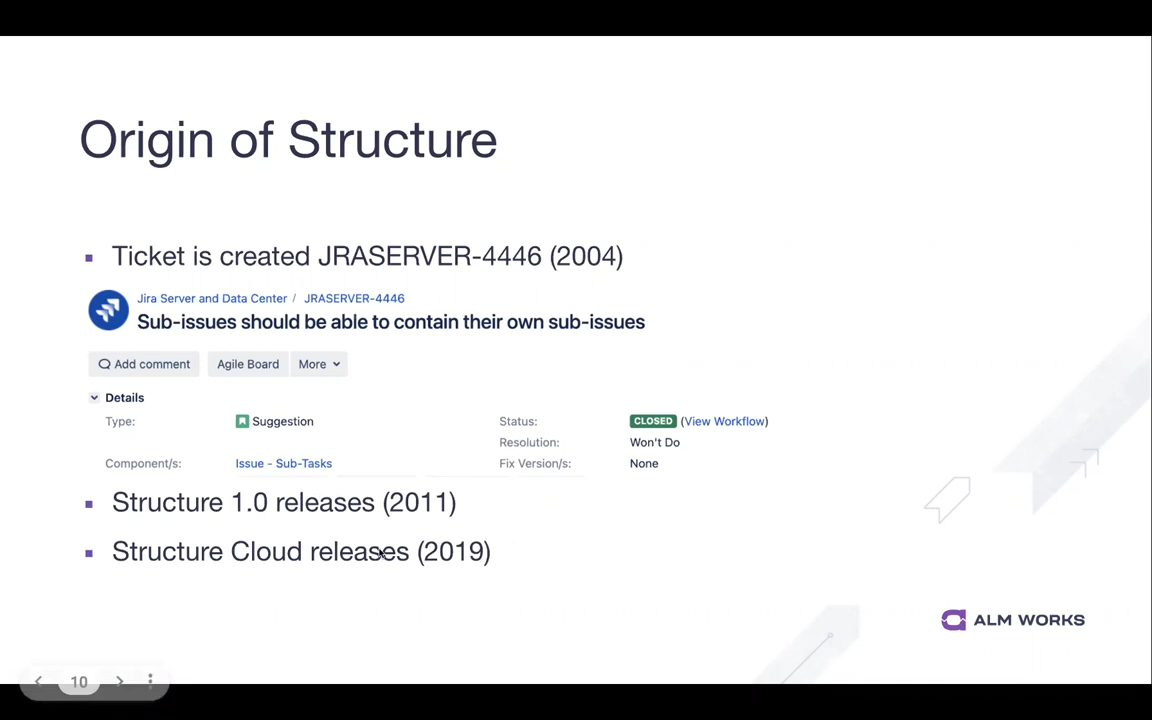 Origin of Structure
▪ Ticket is created JRASERVER-4446 (2004)
Jira Server and Data Center / JRASERVER-4446
Sub-issues should be able to contain their own sub-issues
Add comment Agile Board More
Details
Type: Suggestion Status: CLOSED (View Workflow)
Resolution: Won't Do
Component/s: Issue - Sub-Tasks Fix Version/s: None
▪ Structure 1.0 releases (2011)
▪ Structure Cloud releases (2019)
ALM WORKS
10